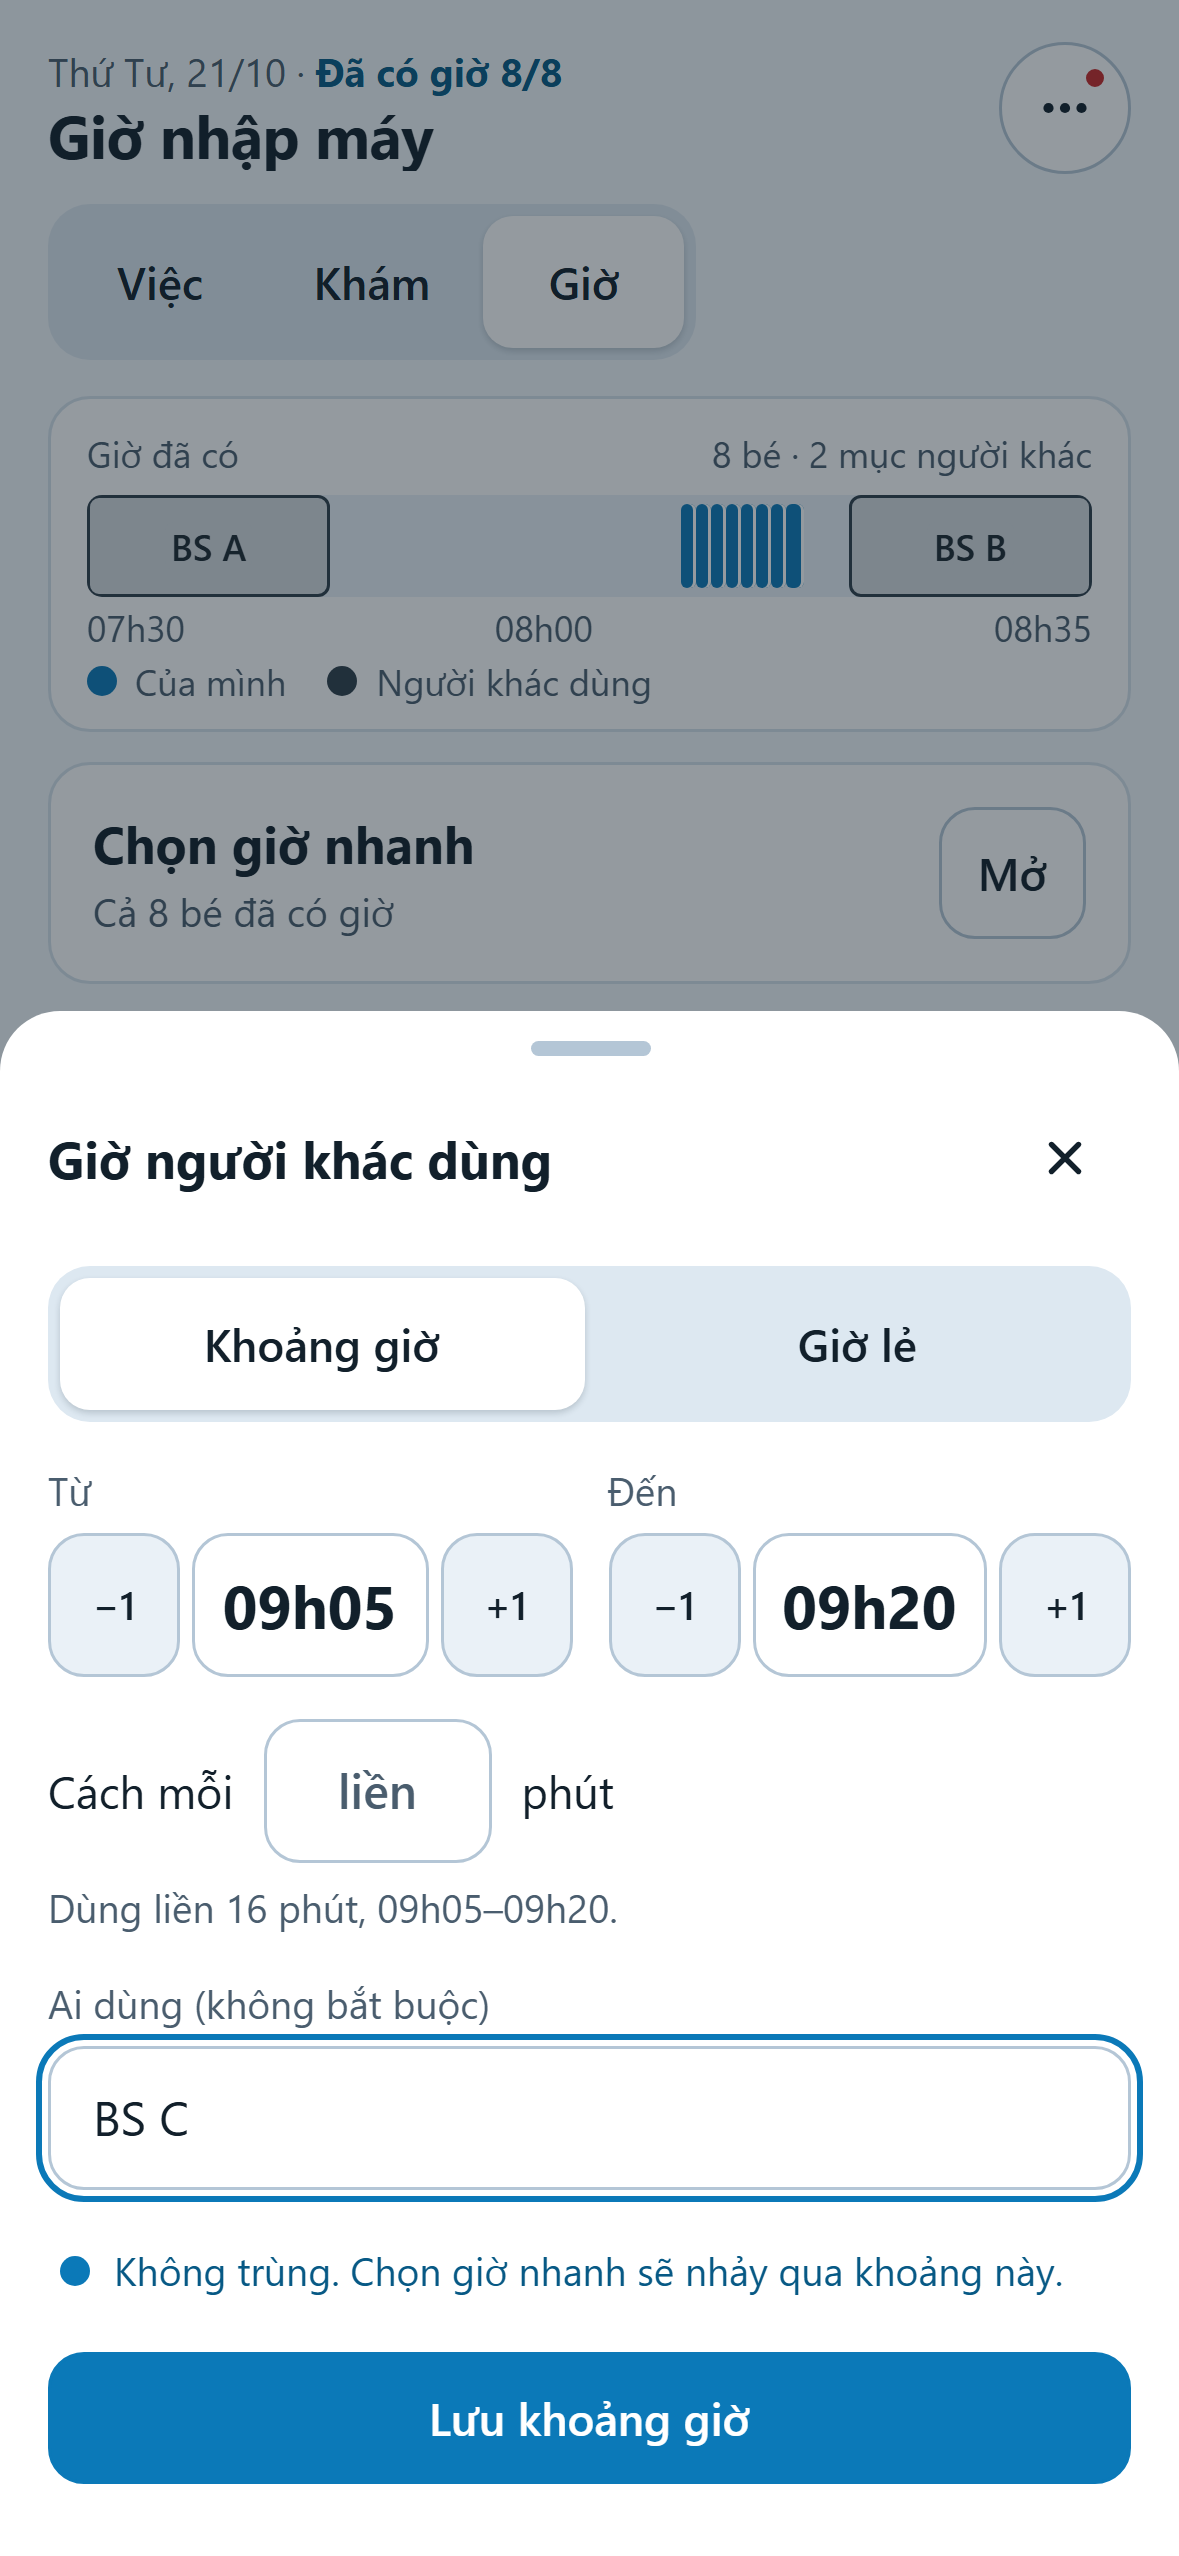 Thứ Tư, 21/10 · Đã có giờ 8/8
Giờ nhập máy
Việc Khám Giờ
Giờ đã có 8 bé · 2 mục người khác
BS A BS B
07h30 08h00 08h35
Của mình Người khác dùng
Chọn giờ nhanh
Mở
Cả 8 bé đã có giờ
Giờ người khác dùng
Khoảng giờ Giờ lẻ
Từ Đến
−1 09h05 +1 −1 09h20 +1
Cách mỗi liền phút
Dùng liền 16 phút, 09h05–09h20.
Ai dùng (không bắt buộc)
BS C
Không trùng. Chọn giờ nhanh sẽ nhảy qua khoảng này.
Lưu khoảng giờ